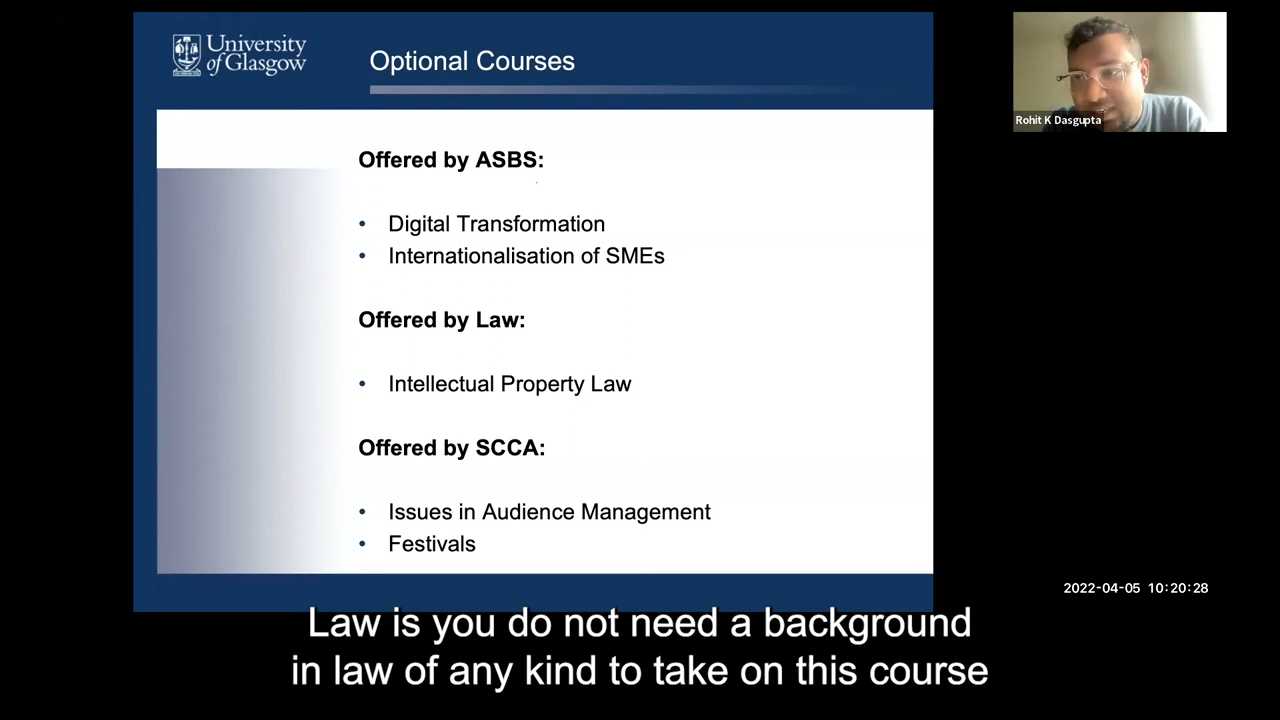 University
of Glasgow
Optional Courses
Rohit K Dasgupta
Offered by ASBS:
• Digital Transformation
• Internationalisation of SMEs
Offered by Law:
• Intellectual Property Law
Offered by SCCA:
• Issues in Audience Management
• Festivals
2022-04-05 10:20:28
Law is you do not need a background
in law of any kind to take on this course